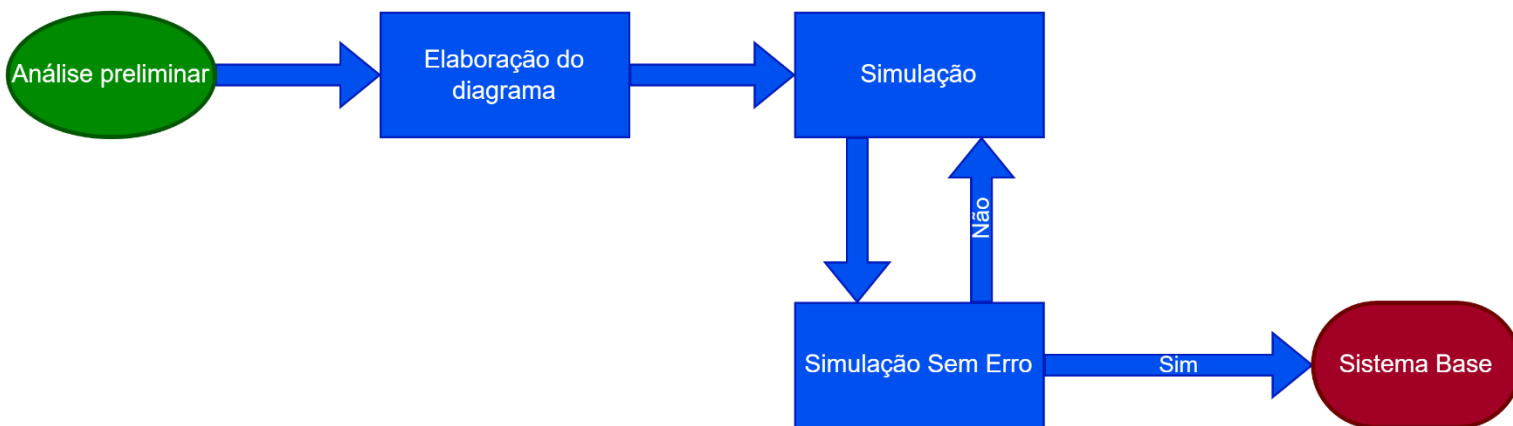 Análise preliminar
Elaboração do
diagrama
Simulação
Não
Simulação Sem Erro
Sim
Sistema Base